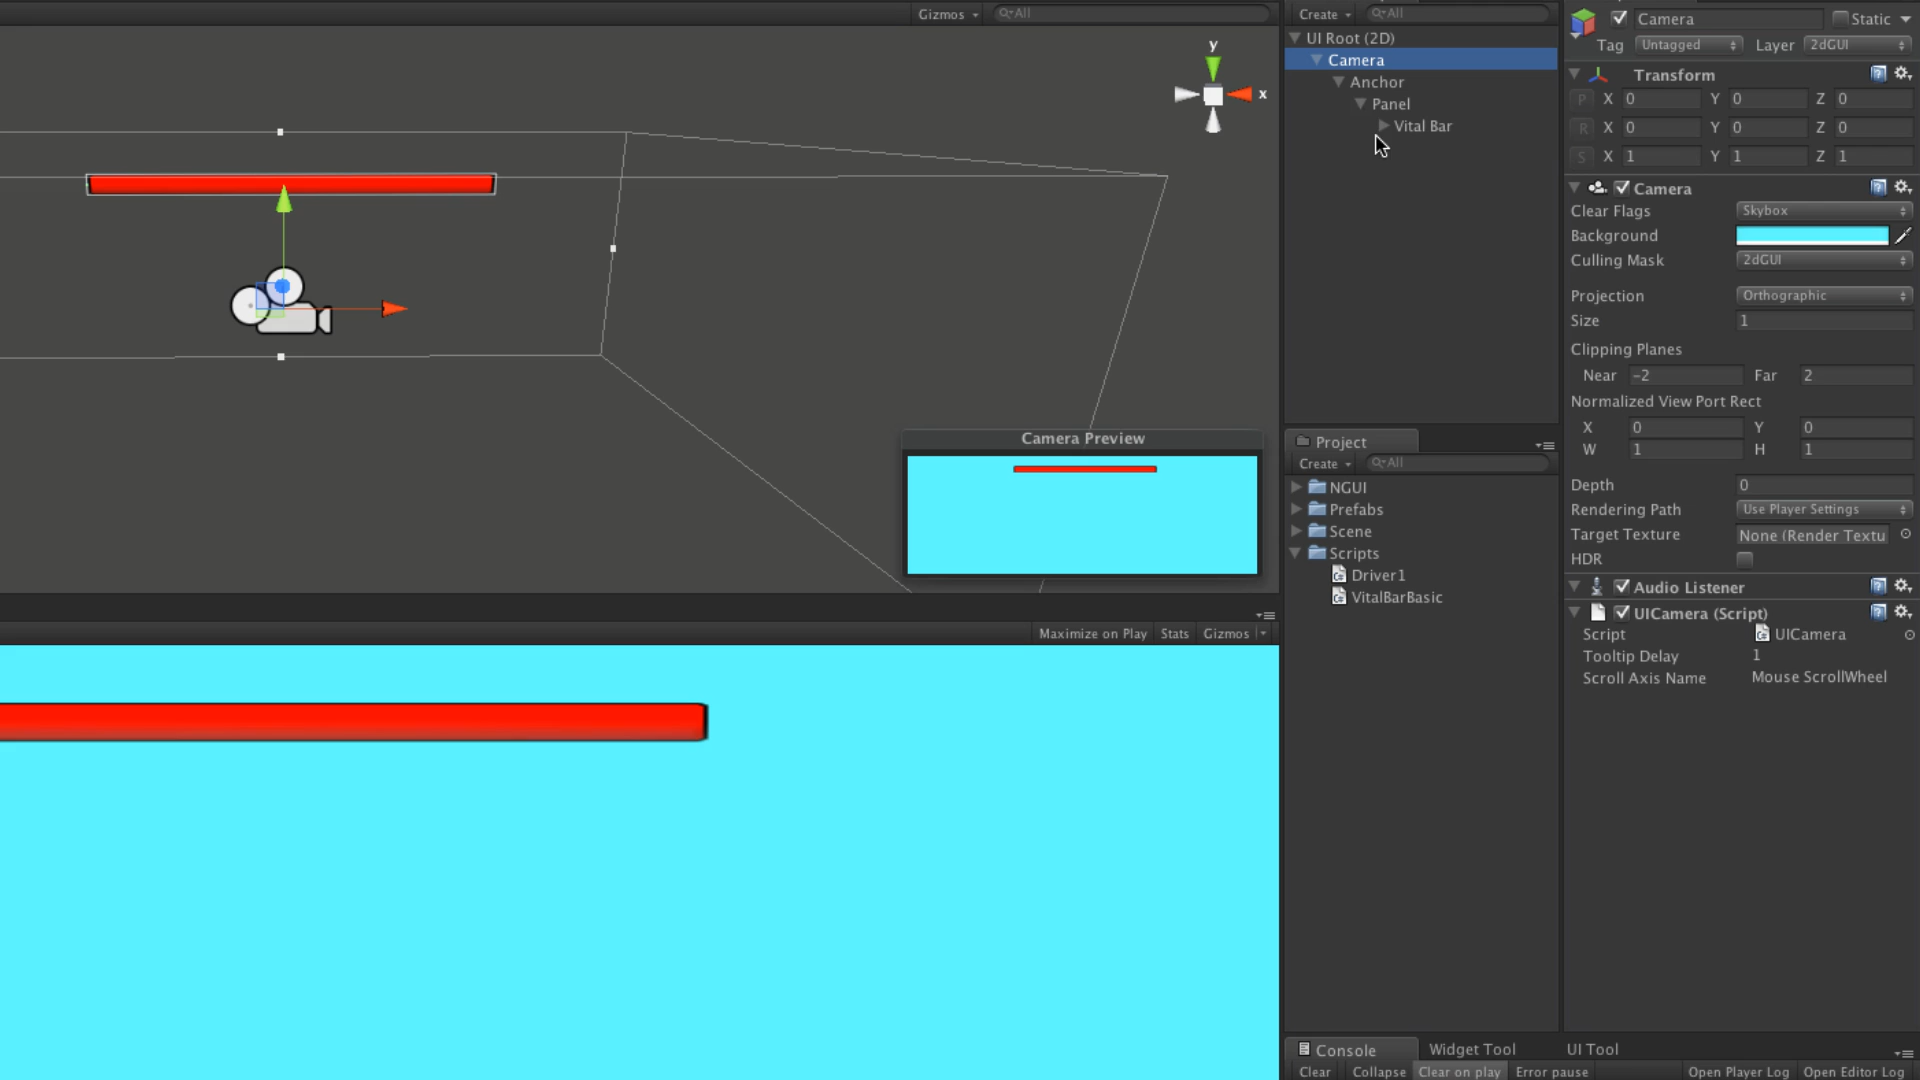 Gizmos
All
y
x
Camera Preview
Maximize on Play Stats Gizmos
Create
All
UI Root (2D)
Camera
Anchor
Panel
Vital Bar
Project
Create
All
NGUI
Prefabs
Scene
Scripts
Driver1
VitalBarBasic
Console Widget Tool UI Tool
Clear Collapse Clear on play Error pause Open Player Log Open Editor Log
Camera Static
Tag Untagged Layer 2dGUI
Transform
P X 0 Y 0 Z 0
R X 0 Y 0 Z 0
S X 1 Y 1 Z 1
Camera
Clear Flags Skybox
Background
Culling Mask 2dGUI
Projection Orthographic
Size 1
Clipping Planes
Near -2 Far 2
Normalized View Port Rect
X 0 Y 0
W 1 H 1
Depth 0
Rendering Path Use Player Settings
Target Texture None (Render Textu
HDR
Audio Listener
UICamera (Script)
Script UICamera
Tooltip Delay 1
Scroll Axis Name Mouse ScrollWheel